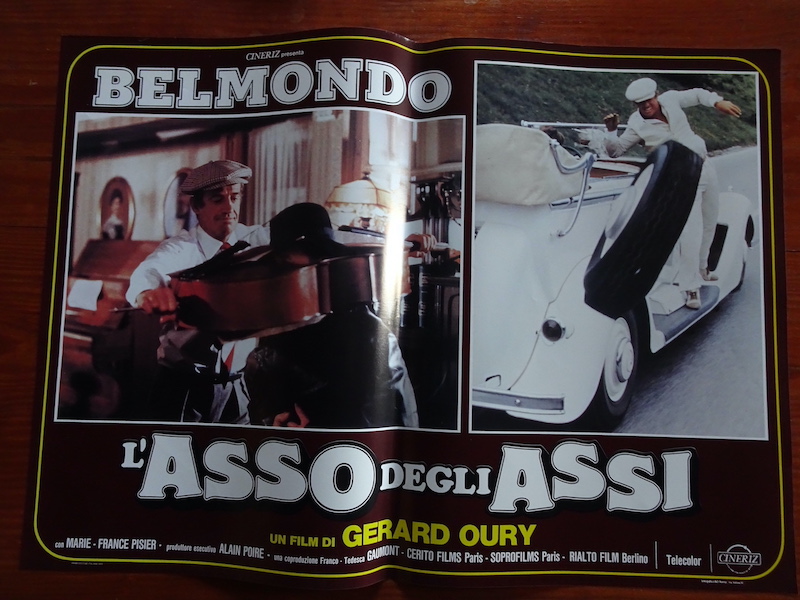 CINERIZ presenta
BELMONDO
L'ASSO DEGLI ASSI
UN FILM DI GERARD OURY
con MARIE - FRANCE PISIER - produttore esecutivo ALAIN POIRE - una coproduzione Franco - Tedesca GAUMONT - CERITO FILMS Paris - SOPROFILMS Paris - RIALTO FILM Berlino Telecolor CINERIZ